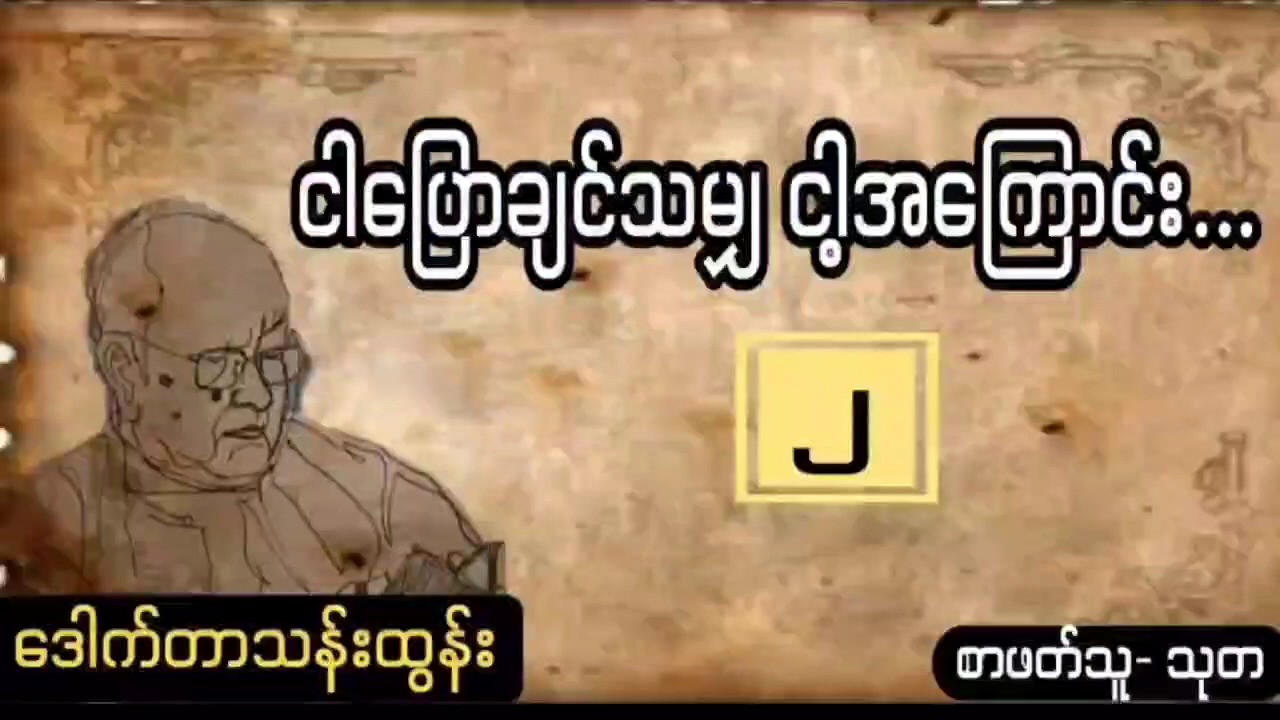 ငါပြောချင်သမျှ ငါ့အကြောင်း...
၂
ဒေါက်တာသန်းထွန်း
စာဖတ်သူ- သုတ